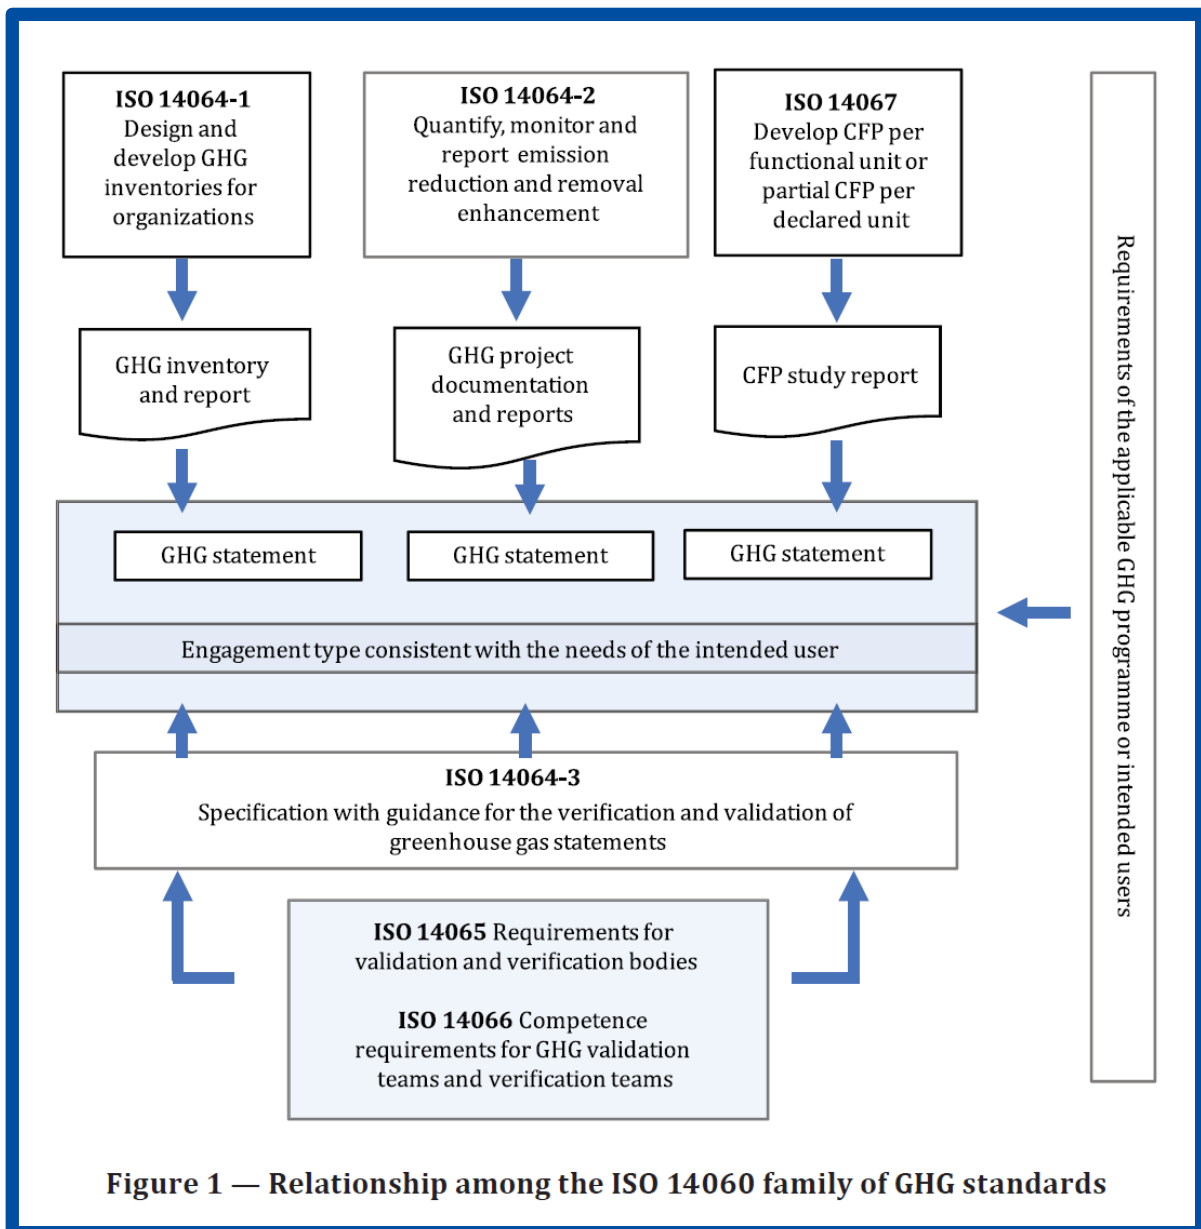 ISO 14064-1
Design and
develop GHG
inventories for
organizations
ISO 14064-2
Quantify, monitor and
report emission
reduction and removal
enhancement
ISO 14067
Develop CFP per
functional unit or
partial CFP per
declared unit
GHG inventory
and report
GHG project
documentation
and reports
CFP study report
GHG statement
GHG statement
GHG statement
Engagement type consistent with the needs of the intended user
ISO 14064-3
Specification with guidance for the verification and validation of
greenhouse gas statements
ISO 14065 Requirements for
validation and verification bodies
ISO 14066 Competence
requirements for GHG validation
teams and verification teams
Requirements of the applicable GHG programme or intended users
Figure 1 — Relationship among the ISO 14060 family of GHG standards